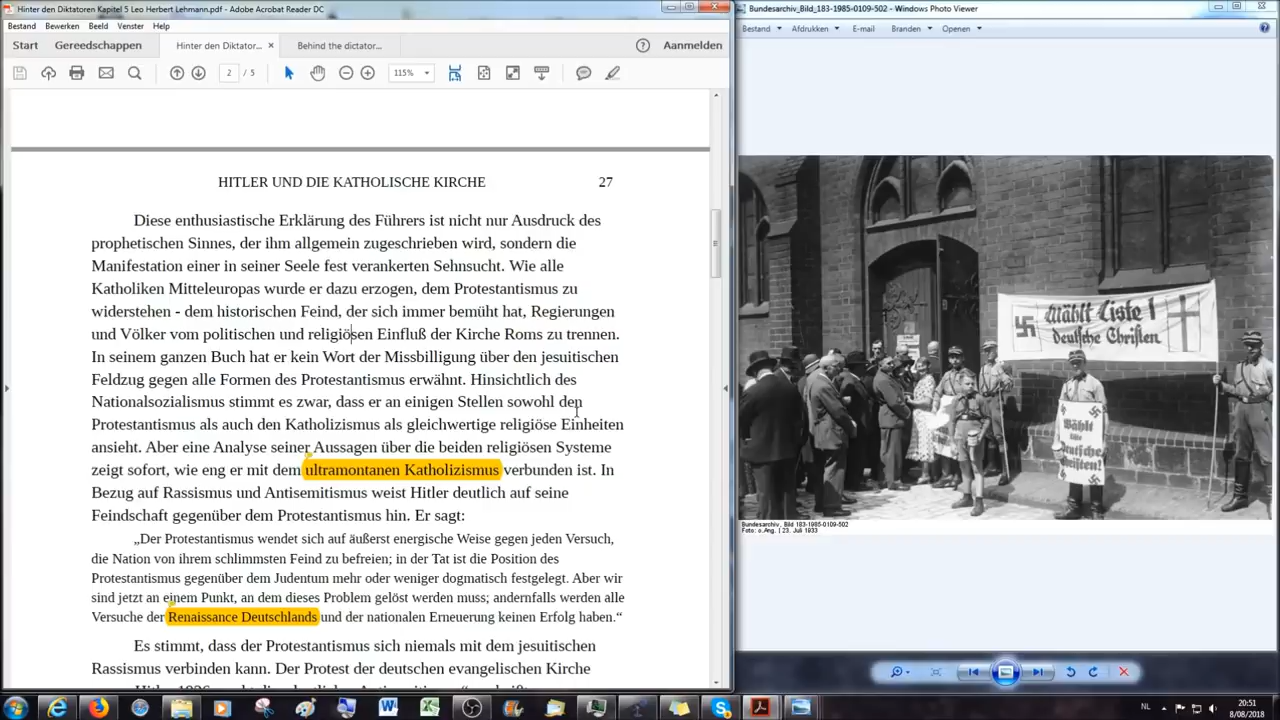 Hinter den Diktatoren Kapitel 5 Leo Herbert Lehmann.pdf - Adobe Acrobat Reader DC
Bestand Bewerken Beeld Venster Help
Start Gereedschappen Hinter den Diktator... × Behind the dictator... Aanmelden
2 / 5 115%
HITLER UND DIE KATHOLISCHE KIRCHE 27
Diese enthusiastische Erklärung des Führers ist nicht nur Ausdruck des
prophetischen Sinnes, der ihm allgemein zugeschrieben wird, sondern die
Manifestation einer in seiner Seele fest verankerten Sehnsucht. Wie alle
Katholiken Mitteleuropas wurde er dazu erzogen, dem Protestantismus zu
widerstehen - dem historischen Feind, der sich immer bemüht hat, Regierungen
und Völker vom politischen und religiösen Einfluß der Kirche Roms zu trennen.
In seinem ganzen Buch hat er kein Wort der Missbilligung über den jesuitischen
Feldzug gegen alle Formen des Protestantismus erwähnt. Hinsichtlich des
Nationalsozialismus stimmt es zwar, dass er an einigen Stellen sowohl den
Protestantismus als auch den Katholizismus als gleichwertige religiöse Einheiten
ansieht. Aber eine Analyse seiner Aussagen über die beiden religiösen Systeme
zeigt sofort, wie eng er mit dem ultramontanen Katholizismus verbunden ist. In
Bezug auf Rassismus und Antisemitismus weist Hitler deutlich auf seine
Feindschaft gegenüber dem Protestantismus hin. Er sagt:
„Der Protestantismus wendet sich auf äußerst energische Weise gegen jeden Versuch,
die Nation von ihrem schlimmsten Feind zu befreien; in der Tat ist die Position des
Protestantismus gegenüber dem Judentum mehr oder weniger dogmatisch festgelegt. Aber wir
sind jetzt an einem Punkt, an dem dieses Problem gelöst werden muss; andernfalls werden alle
Versuche der Renaissance Deutschlands und der nationalen Erneuerung keinen Erfolg haben.“
Es stimmt, dass der Protestantismus sich niemals mit dem jesuitischen
Rassismus verbinden kann. Der Protest der deutschen evangelischen Kirche
Bundesarchiv_Bild_183-1985-0109-502 - Windows Photo Viewer
Bestand Afdrukken E-mail Branden Openen
Wählt Liste 1
Deutsche Christen
Wählt
Liste
Deutsche
Christen!
Bundesarchiv, Bild 183-1985-0109-502
Foto: o.Ang. | 23. Juli 1933
NL
20:51
8/08/2018